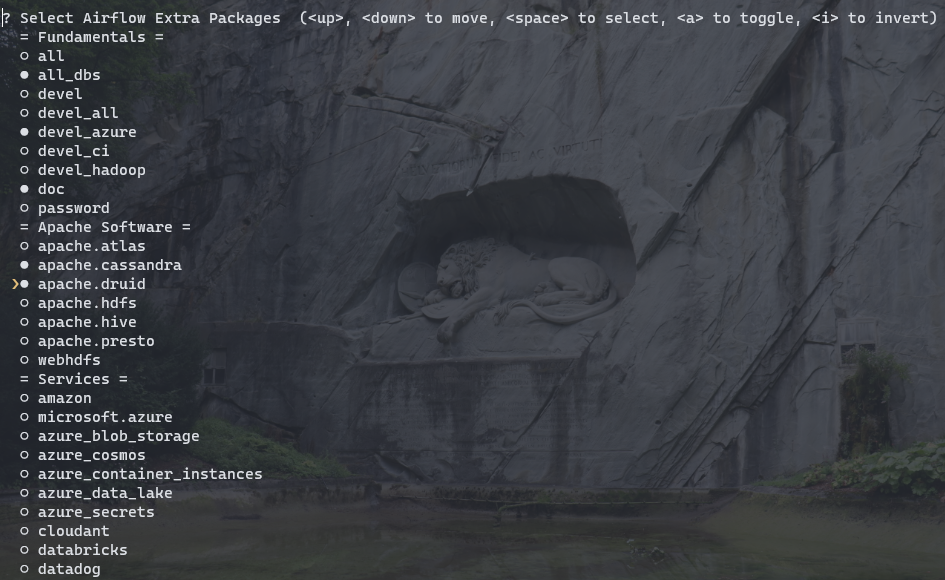 ? Select Airflow Extra Packages  (<up>, <down> to move, <space> to select, <a> to toggle, <i> to invert)
= Fundamentals =
○ all
● all_dbs
○ devel
○ devel_all
● devel_azure
○ devel_ci
○ devel_hadoop
● doc
○ password
= Apache Software =
○ apache.atlas
● apache.cassandra
❯● apache.druid
○ apache.hdfs
○ apache.hive
○ apache.presto
○ webhdfs
= Services =
○ amazon
○ microsoft.azure
○ azure_blob_storage
○ azure_cosmos
○ azure_container_instances
○ azure_data_lake
○ azure_secrets
○ cloudant
○ databricks
○ datadog